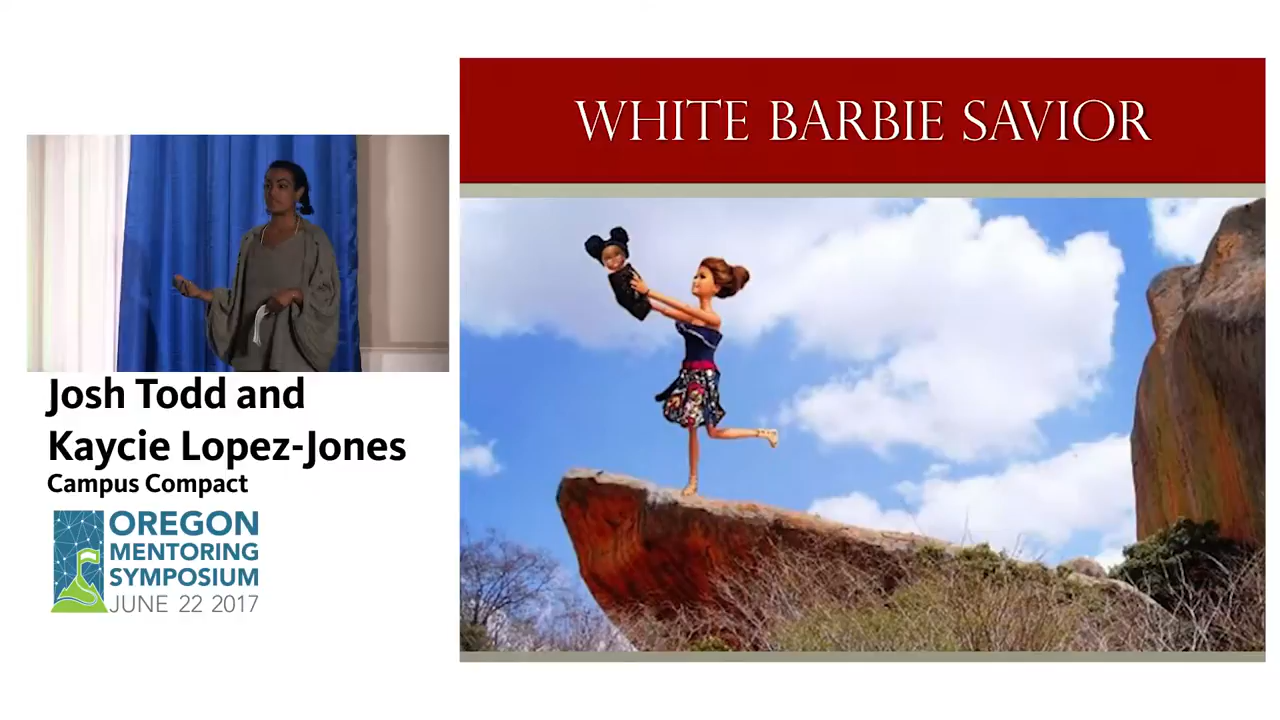 WHITE BARBIE SAVIOR
Josh Todd and
Kaycie Lopez-Jones
Campus Compact
OREGON
MENTORING
SYMPOSIUM
JUNE 22 2017